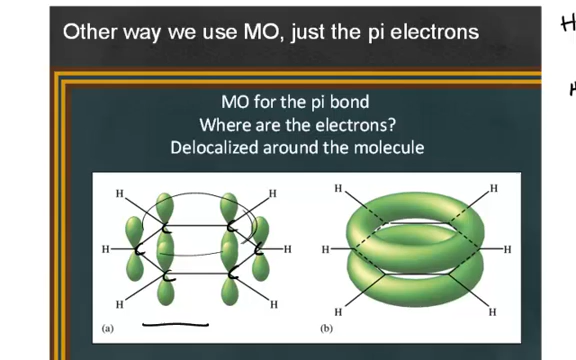 Other way we use MO, just the pi electrons
H
MO for the pi bond
Where are the electrons?
Delocalized around the molecule
H H
H H
H H
(a)
H H
H H
H H
(b)
C C
C C
C C